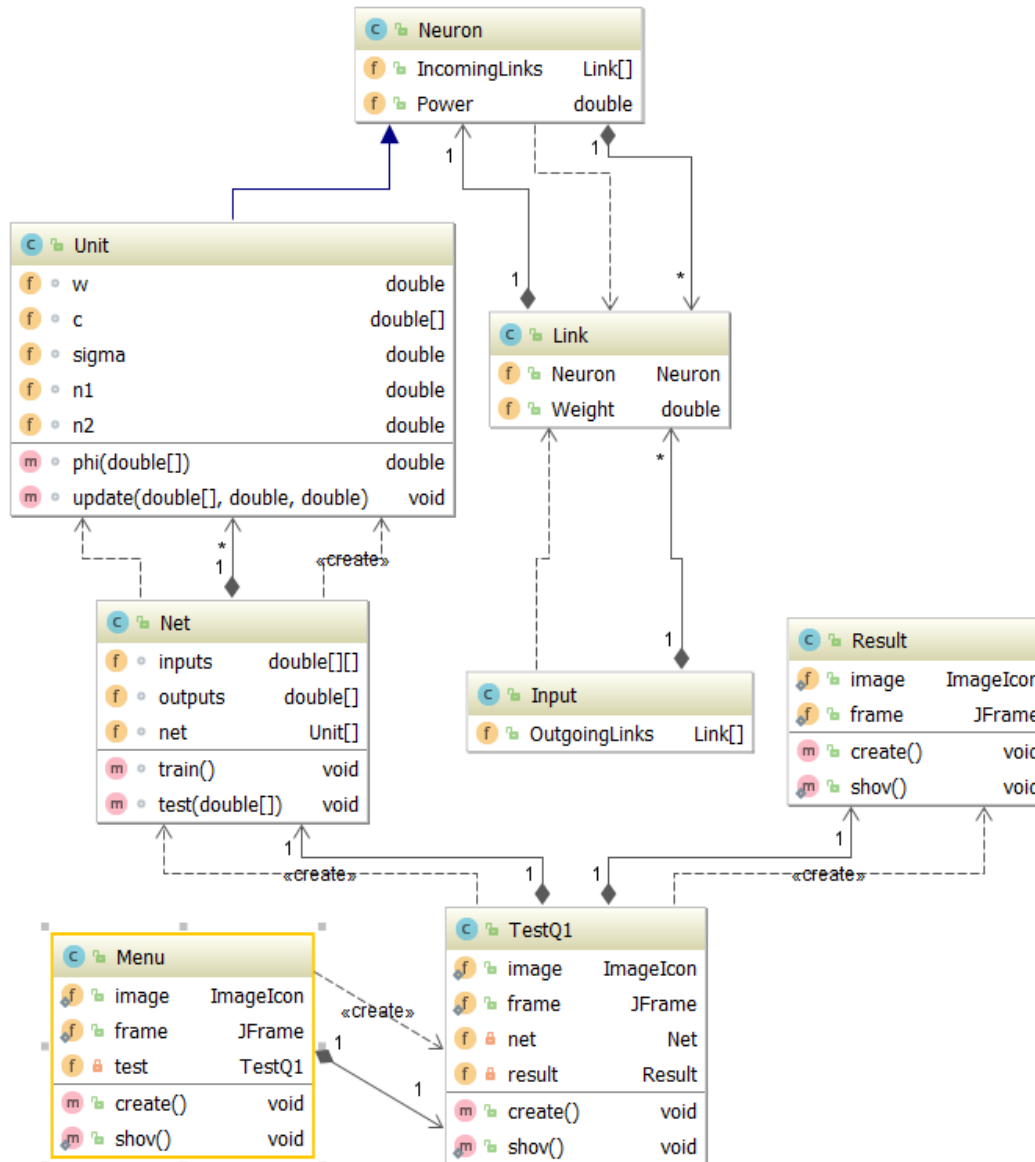 Neuron
IncomingLinks Link[]
Power double
1
1
1
*
Unit
w double
c double[]
sigma double
n1 double
n2 double
phi(double[]) double
update(double[], double, double) void
Link
Neuron Neuron
Weight double
*
1
«create»
*
1
Net
inputs double[][]
outputs double[]
net Unit[]
train() void
test(double[]) void
Input
OutgoingLinks Link[]
Result
image ImageIcon
frame JFrame
create() void
shov() void
1
1
1
1
«create»
«create»
Menu
image ImageIcon
frame JFrame
test TestQ1
create() void
shov() void
«create»
1
1
TestQ1
image ImageIcon
frame JFrame
net Net
result Result
create() void
shov() void